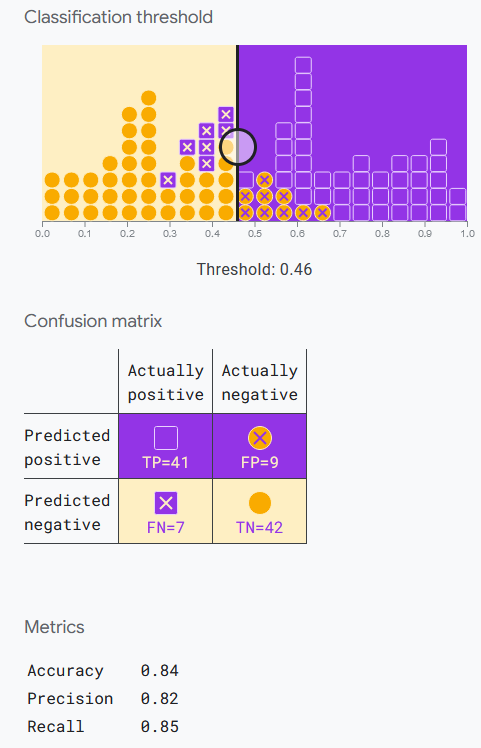 Classification threshold
0.0 0.1 0.2 0.3 0.4 0.5 0.6 0.7 0.8 0.9 1.0
Threshold: 0.46
Confusion matrix
Actually positive Actually negative
Predicted positive TP=41 FP=9
Predicted negative FN=7 TN=42
Metrics
Accuracy 0.84
Precision 0.82
Recall 0.85